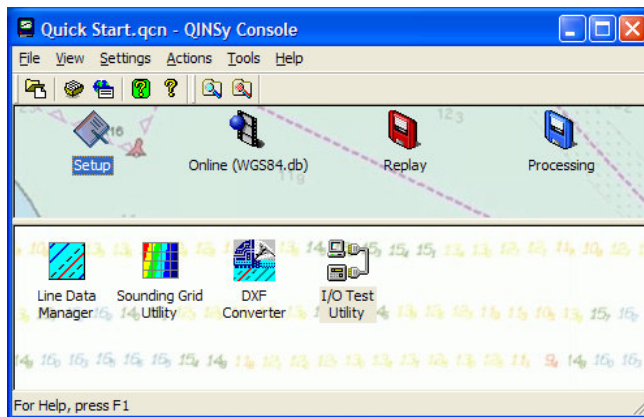 Quick Start.qcn - QINSy Console
File View Settings Actions Tools Help
Setup
Online (WGS84.db)
Replay
Processing
Line Data
Manager
Sounding Grid
Utility
DXF
Converter
I/O Test
Utility
For Help, press F1